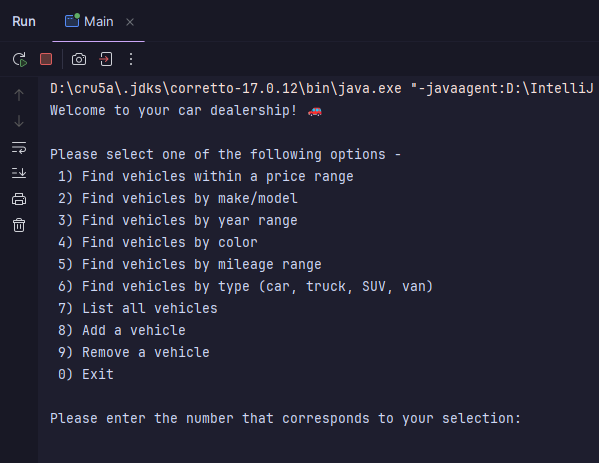 Run Main
D:\cru5a\.jdks\corretto-17.0.12\bin\java.exe "-javaagent:D:\IntelliJ
Welcome to your car dealership! 🚗
Please select one of the following options -
1) Find vehicles within a price range
2) Find vehicles by make/model
3) Find vehicles by year range
4) Find vehicles by color
5) Find vehicles by mileage range
6) Find vehicles by type (car, truck, SUV, van)
7) List all vehicles
8) Add a vehicle
9) Remove a vehicle
0) Exit
Please enter the number that corresponds to your selection: